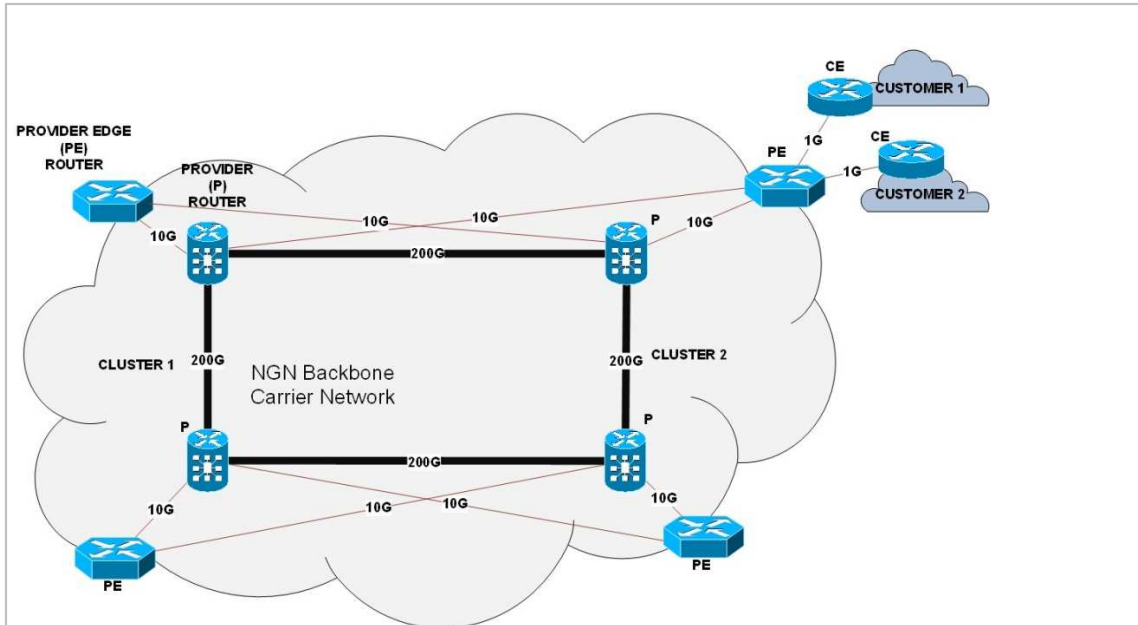 CE
CUSTOMER 1
PROVIDER EDGE
(PE)
ROUTER
PROVIDER
(P)
ROUTER
1G
CE
PE
1G
CUSTOMER 2
10G
10G
P
10G
10G
200G
CLUSTER 1
200G
NGN Backbone
Carrier Network
200G
CLUSTER 2
P
P
200G
10G
10G
10G
10G
PE
PE